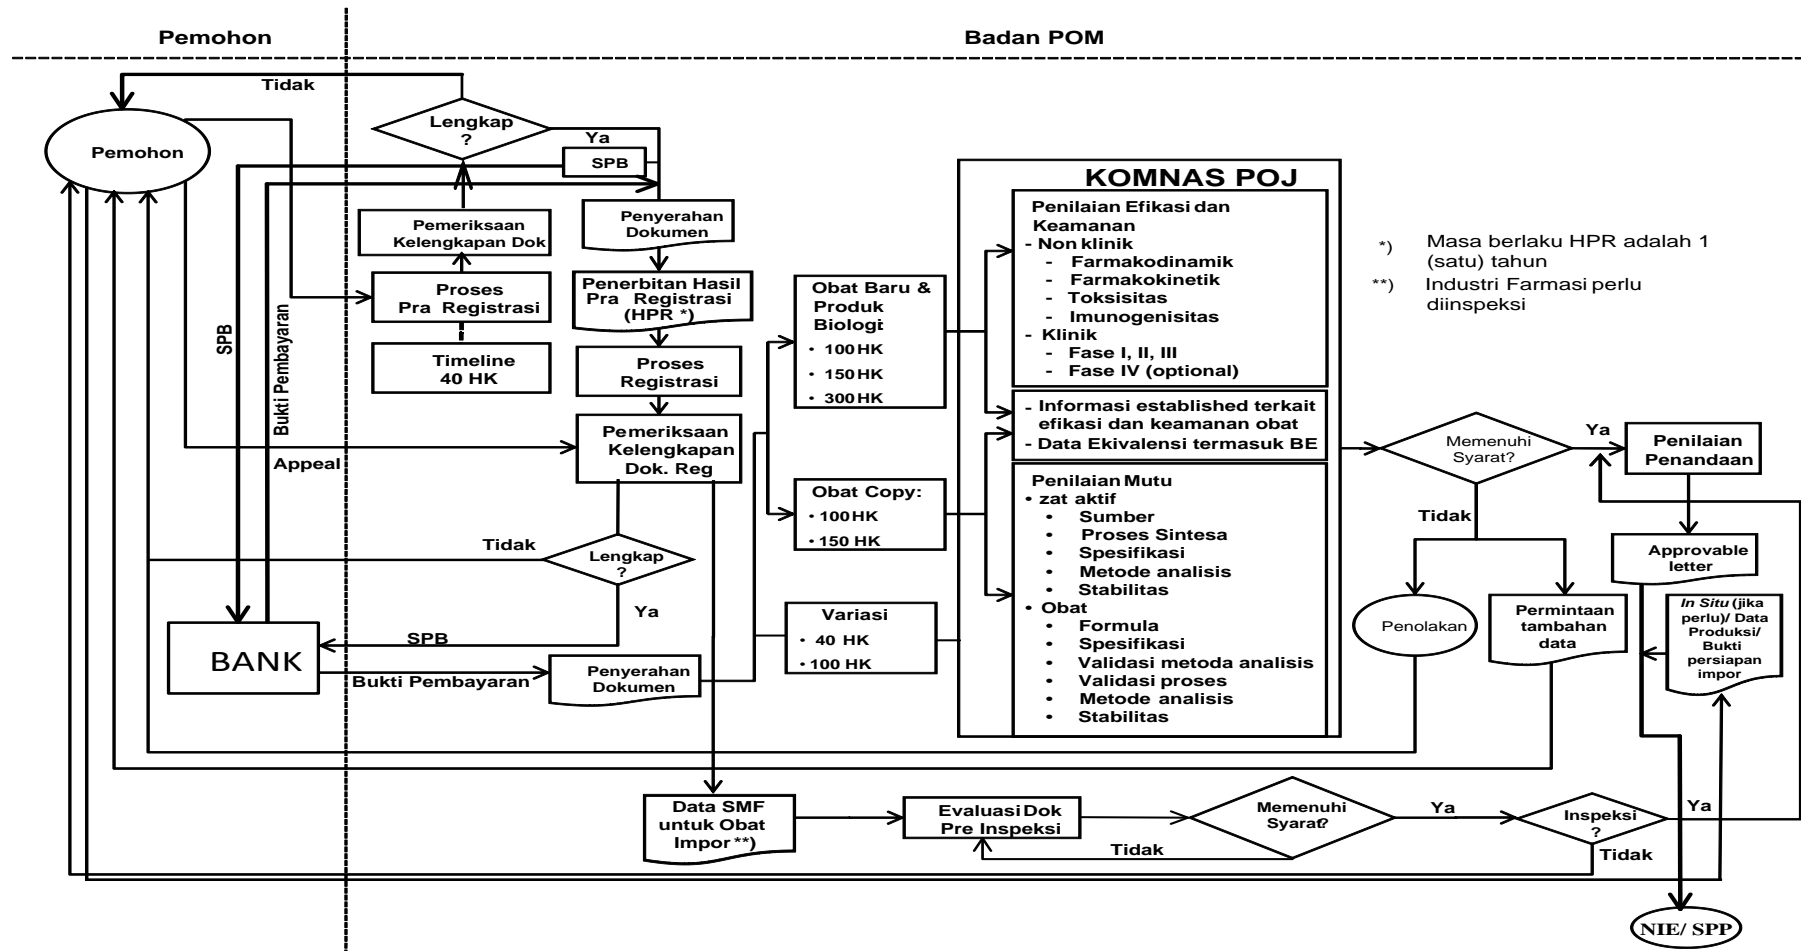 Pemohon
Badan POM
Tidak
Pemohon
Lengkap
?
Ya
SPB
Penyerahan
Dokumen
Pemeriksaan
Kelengkapan Dok
Proses
Pra Registrasi
Timeline
40 HK
Penerbitan Hasil
Pra Registrasi
(HPR *)
Proses
Registrasi
Pemeriksaan
Kelengkapan
Dok. Reg
SPB
Bukti Pembayaran
Appeal
Tidak
Lengkap
?
Ya
SPB
BANK
Bukti Pembayaran
Penyerahan
Dokumen
Obat Baru &
Produk
Biologi:
• 100 HK
• 150 HK
• 300 HK
Obat Copy:
• 100 HK
• 150 HK
Variasi
• 40 HK
• 100 HK
KOMNAS POJ
Penilaian Efikasi dan
Keamanan
- Non klinik
- Farmakodinamik
- Farmakokinetik
- Toksisitas
- Imunogenisitas
- Klinik
- Fase I, II, III
- Fase IV (optional)
- Informasi established terkait
efikasi dan keamanan obat
- Data Ekivalensi termasuk BE
Penilaian Mutu
• zat aktif
• Sumber
• Proses Sintesa
• Spesifikasi
• Metode analisis
• Stabilitas
• Obat
• Formula
• Spesifikasi
• Validasi metoda analisis
• Validasi proses
• Metode analisis
• Stabilitas
*) Masa berlaku HPR adalah 1
(satu) tahun
**) Industri Farmasi perlu
diinspeksi
Memenuhi
Syarat?
Ya
Penilaian
Penandaan
Tidak
Approvable
letter
Penolakan
Permintaan
tambahan
data
In Situ (jika
perlu)/ Data
Produksi/
Bukti
persiapan
impor
Data SMF
untuk Obat
Impor **)
Evaluasi Dok
Pre Inspeksi
Memenuhi
Syarat?
Ya
Tidak
Inspeksi
?
Ya
Tidak
NIE/ SPP